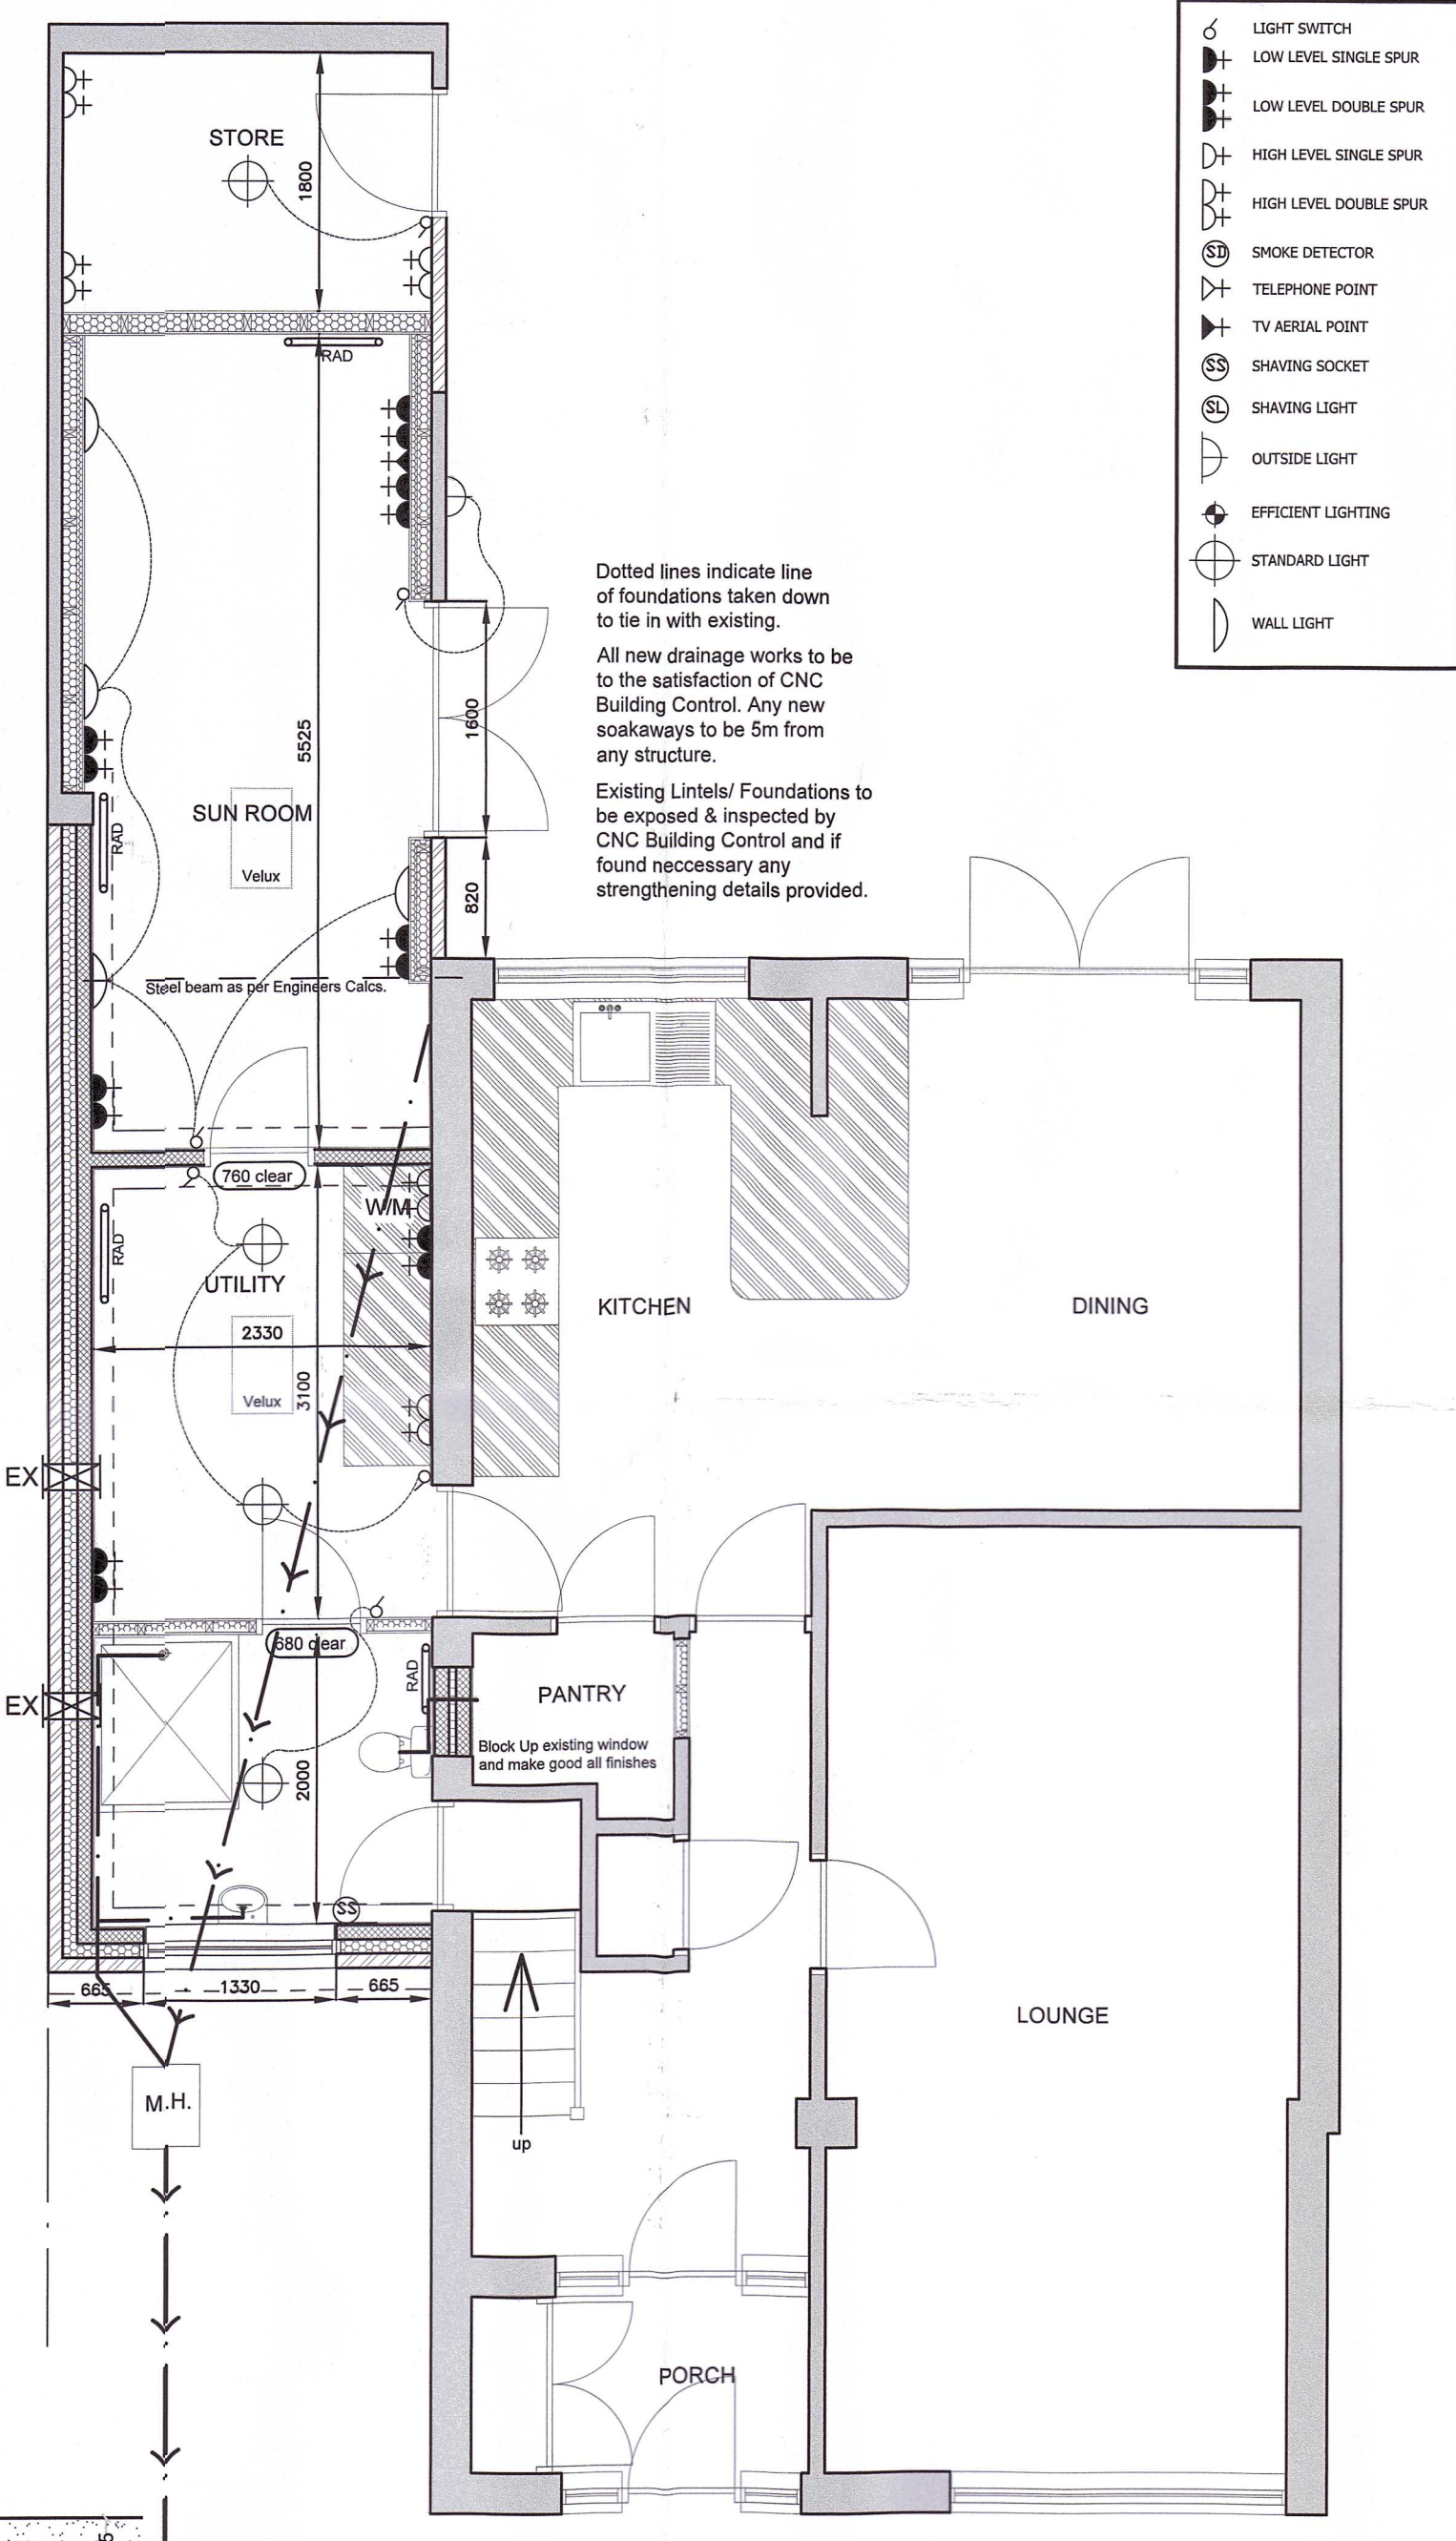 LIGHT SWITCH
LOW LEVEL SINGLE SPUR
LOW LEVEL DOUBLE SPUR
HIGH LEVEL SINGLE SPUR
HIGH LEVEL DOUBLE SPUR
SD SMOKE DETECTOR
TELEPHONE POINT
TV AERIAL POINT
SS SHAVING SOCKET
SL SHAVING LIGHT
OUTSIDE LIGHT
EFFICIENT LIGHTING
STANDARD LIGHT
WALL LIGHT
STORE
1800
RAD
Dotted lines indicate line
of foundations taken down
to tie in with existing.
All new drainage works to be
to the satisfaction of CNC
Building Control. Any new
soakaways to be 5m from
any structure.
Existing Lintels/ Foundations to
be exposed & inspected by
CNC Building Control and if
found neccessary any
strengthening details provided.
5525
1600
SUN ROOM
RAD
Velux
820
Steel beam as per Engineers Calcs.
760 clear
W/M
RAD
UTILITY
KITCHEN
DINING
2330
Velux
3100
EX
680 clear
RAD
EX
PANTRY
Block Up existing window
and make good all finishes
2000
SS
665
1330
665
LOUNGE
M.H.
up
PORCH
5